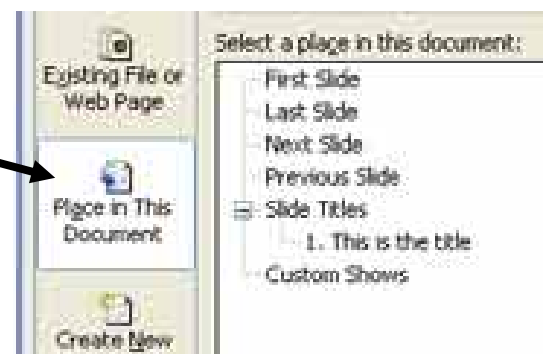 Existing File or
Web Page
Place in This
Document
Create New
Select a place in this document:
First Slide
Last Slide
Next Slide
Previous Slide
Slide Titles
1. This is the title
Custom Shows